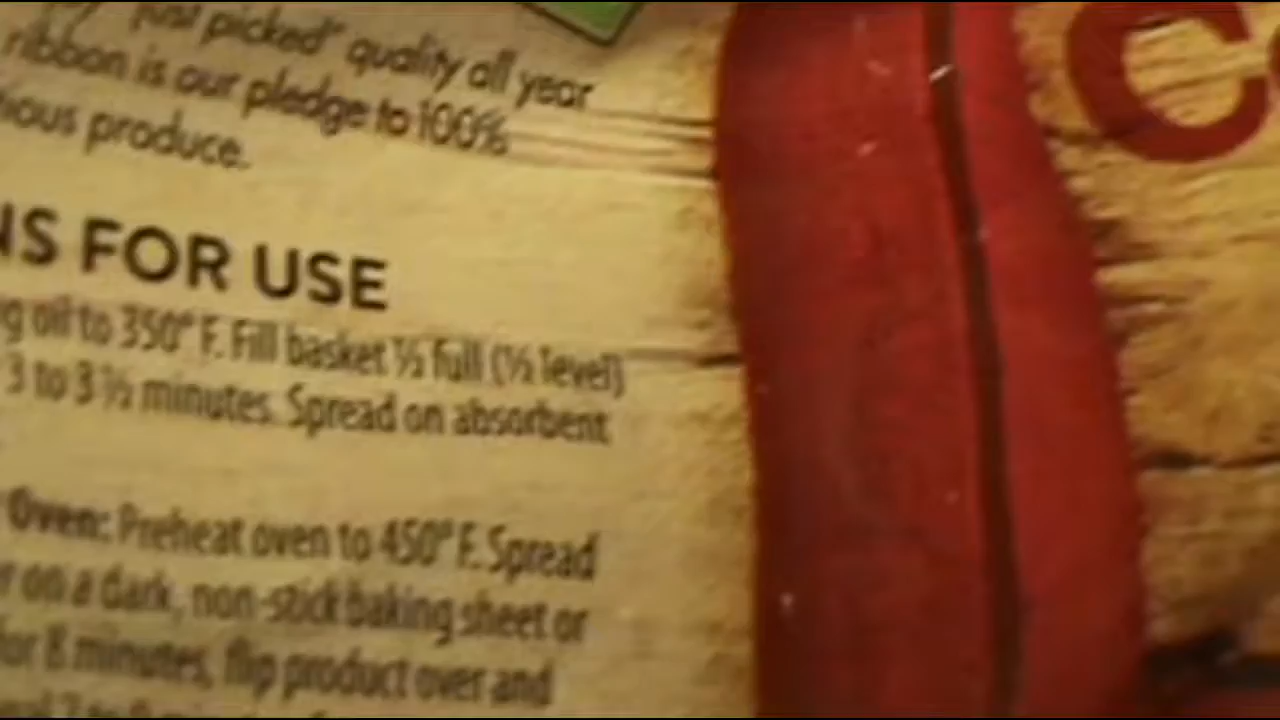 "just picked" quality all year
ribbon is our pledge to 100%
produce.
C
NS FOR USE
oil to 350° F. Fill basket ½ full (½ level)
3 to 3 ½ minutes. Spread on absorbent
Oven: Preheat oven to 450° F. Spread
on a dark, non-stick baking sheet or
for 8 minutes, flip product over and